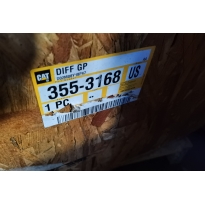 DIFF GP
CAT
355-3168 US
1 PC